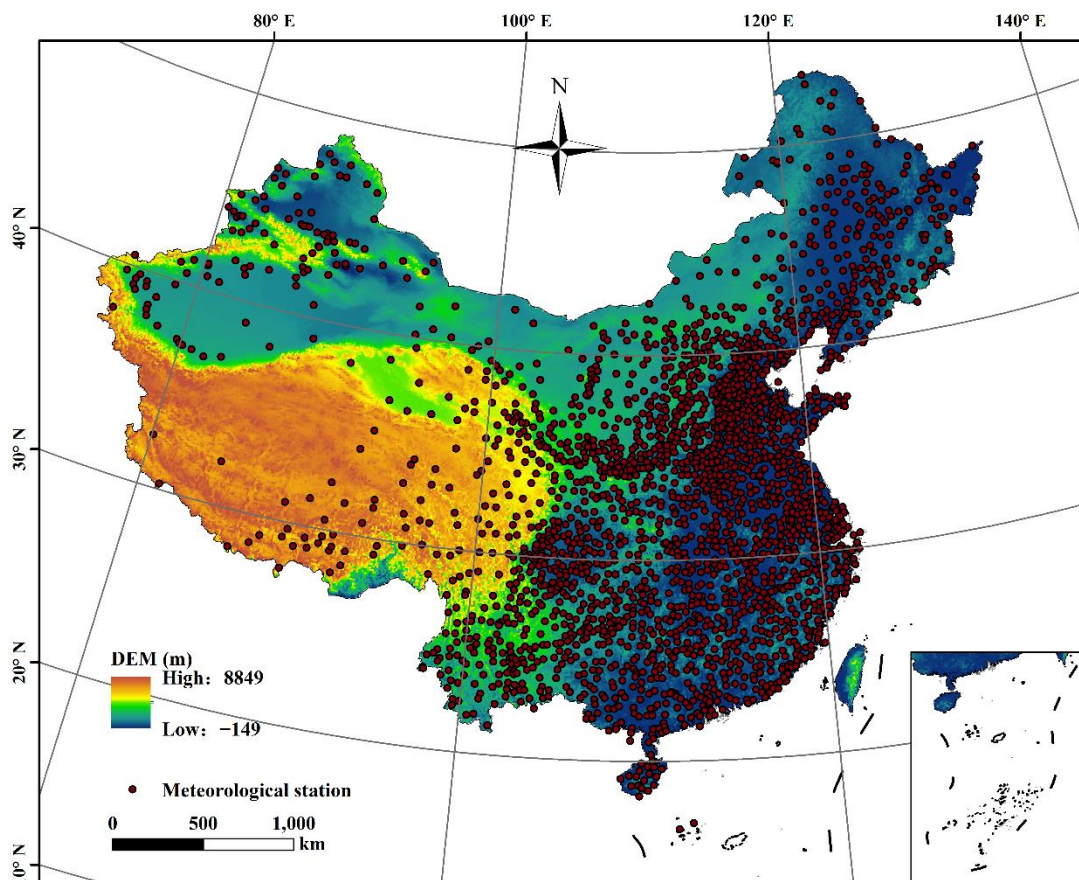 80° E 100° E 120° E 140° E
N
40° N
30° N
20° N
0° N
DEM (m)
High：8849
Low：−149
Meteorological station
0 500 1,000
km